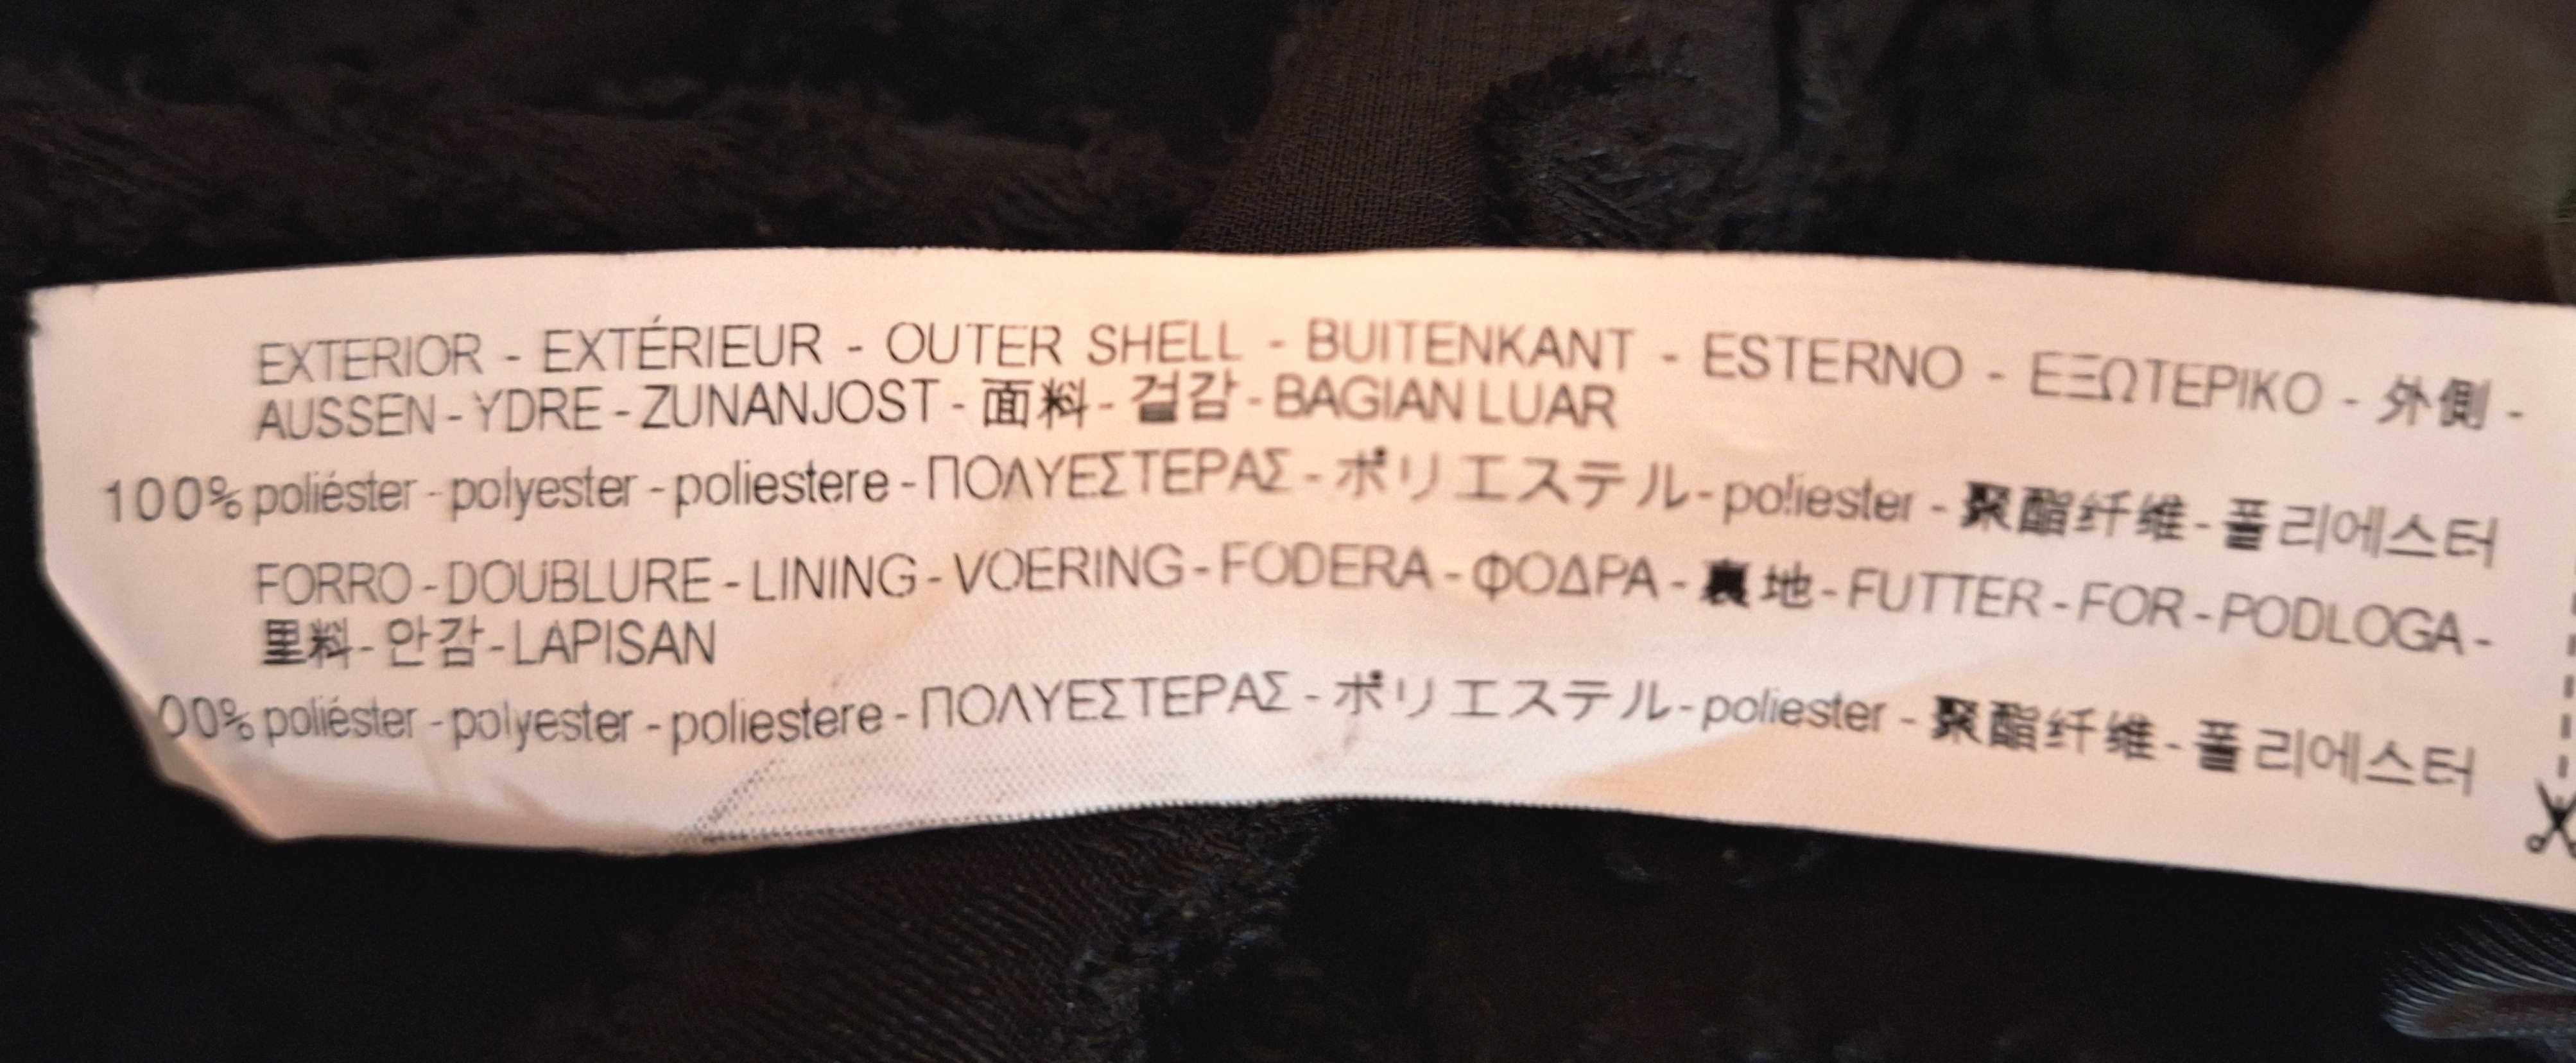 EXTERIOR - EXTÉRIEUR - OUTER SHELL - BUITENKANT - ESTERNO - ΕΞΩΤΕΡΙΚΟ - 外側 -
AUSSEN - YDRE - ZUNANJOST - 面料 - 겉감 - BAGIAN LUAR
100% poliéster - polyester - poliestere - ΠΟΛΥΕΣΤΕΡΑΣ - ポリエステル - poliester - 聚酯纤维 - 폴리에스터
FORRO - DOUBLURE - LINING - VOERING - FODERA - ΦΟΔΡΑ - 裏地 - FUTTER - FOR - PODLOGA -
里料 - 안감 - LAPISAN
00% poliéster - polyester - poliestere - ΠΟΛΥΕΣΤΕΡΑΣ - ポリエステル - poliester - 聚酯纤维 - 폴리에스터